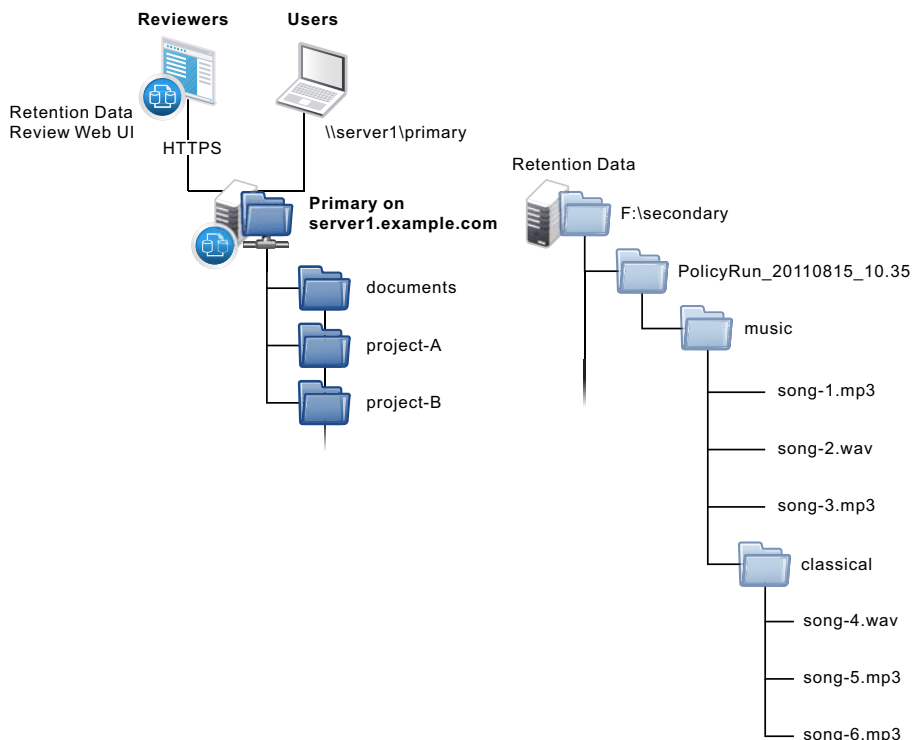 Reviewers
Users
Retention Data
Review Web UI
\\server1\primary
HTTPS
Primary on
server1.example.com
documents
project-A
project-B
Retention Data
F:\secondary
PolicyRun_20110815_10.35
music
song-1.mp3
song-2.wav
song-3.mp3
classical
song-4.wav
song-5.mp3
song-6.mp3